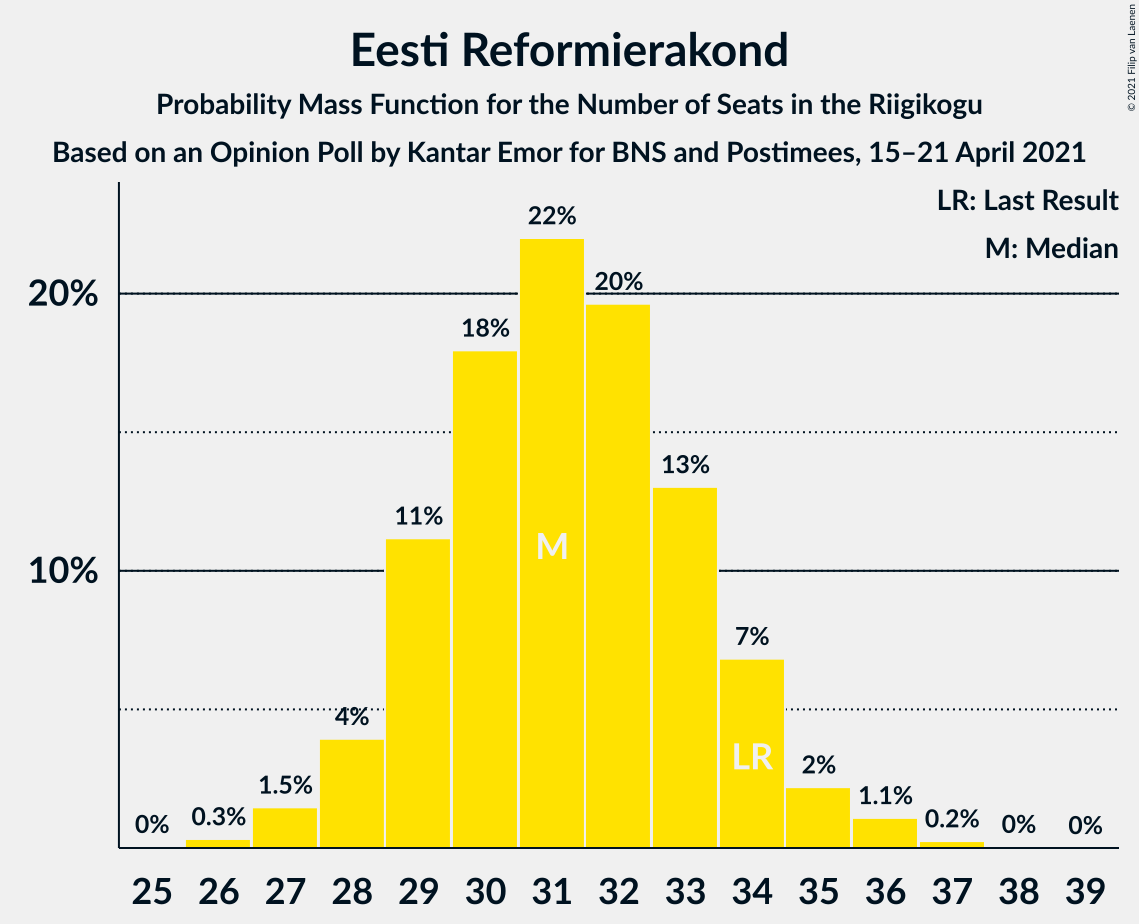 Eesti Reformierakond
Probability Mass Function for the Number of Seats in the Riigikogu
Based on an Opinion Poll by Kantar Emor for BNS and Postimees, 15–21 April 2021
© 2021 Filip van Laenen
LR: Last Result
M: Median
20%
10%
0%
0.3%
1.5%
4%
11%
18%
22%
20%
13%
7%
2%
1.1%
0.2%
0%
0%
M
LR
25 26 27 28 29 30 31 32 33 34 35 36 37 38 39